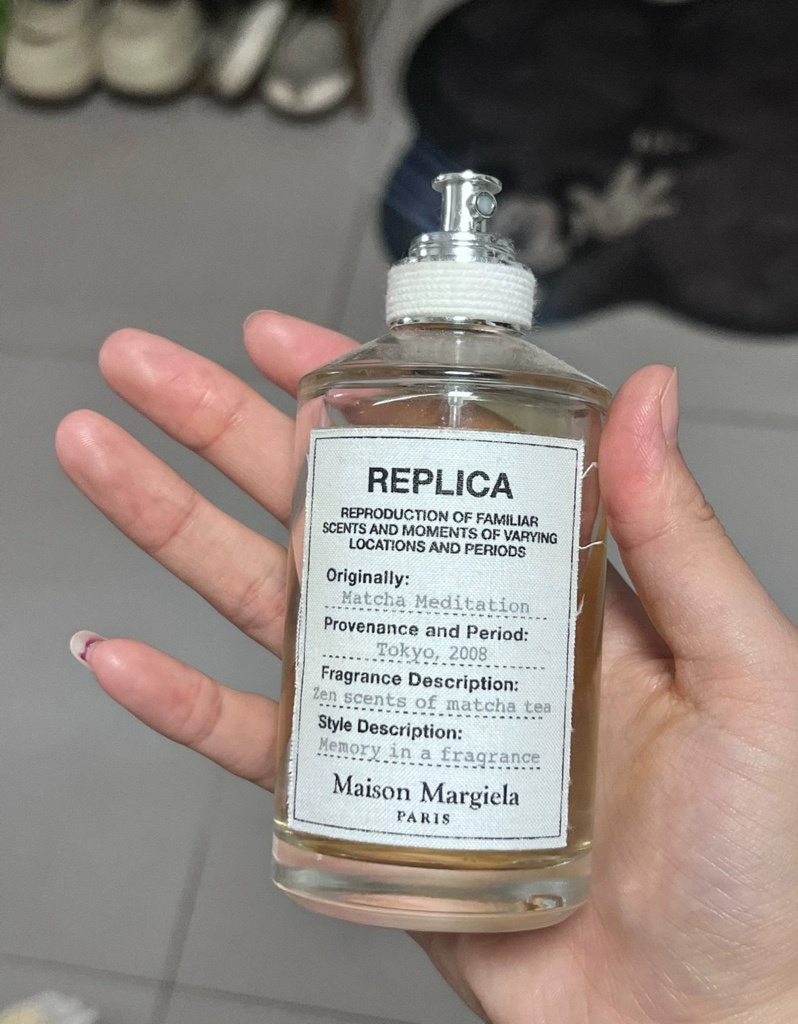 REPLICA
REPRODUCTION OF FAMILIAR
SCENTS AND MOMENTS OF VARYING
LOCATIONS AND PERIODS
Originally:
Matcha Meditation
Provenance and Period:
Tokyo, 2008
Fragrance Description:
Zen scents of matcha tea
Style Description:
Memory in a fragrance
Maison Margiela
PARIS